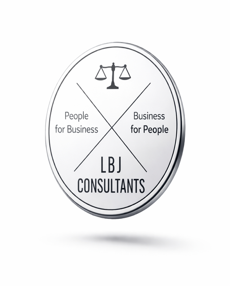 People
for Business
Business
for People
LBJ
CONSULTANTS